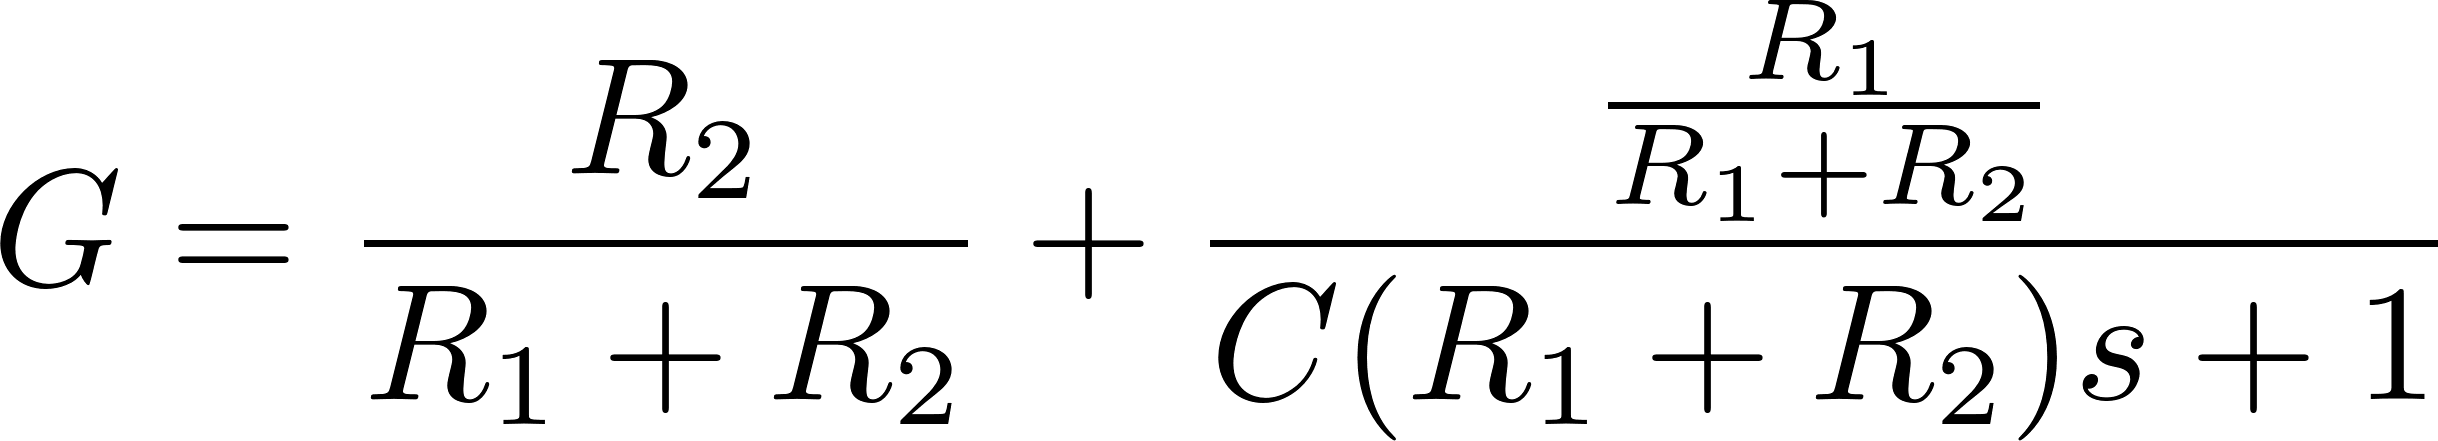 G = \frac{R_2}{R_1 + R_2} + \frac{\frac{R_1}{R_1 + R_2}}{C(R_1 + R_2)s + 1}